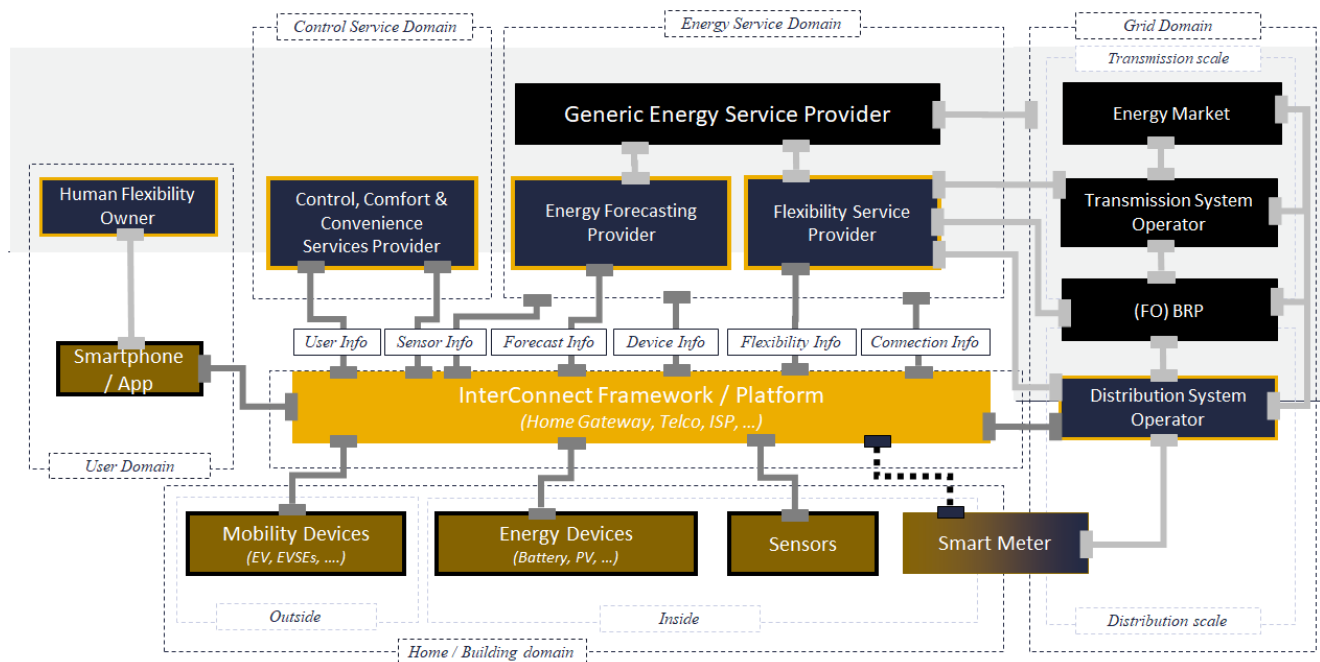 Control Service Domain
Energy Service Domain
Grid Domain
Transmission scale
Generic Energy Service Provider
Energy Market
Human Flexibility
Owner
Control, Comfort &
Convenience
Services Provider
Energy Forecasting
Provider
Flexibility Service
Provider
Transmission System
Operator
(FO) BRP
Smartphone
/ App
User Info
Sensor Info
Forecast Info
Device Info
Flexibility Info
Connection Info
InterConnect Framework / Platform
(Home Gateway, Telco, ISP, ...)
Distribution System
Operator
User Domain
Mobility Devices
(EV, EVSEs, ....)
Energy Devices
(Battery, PV, ...)
Sensors
Smart Meter
Outside
Inside
Distribution scale
Home / Building domain